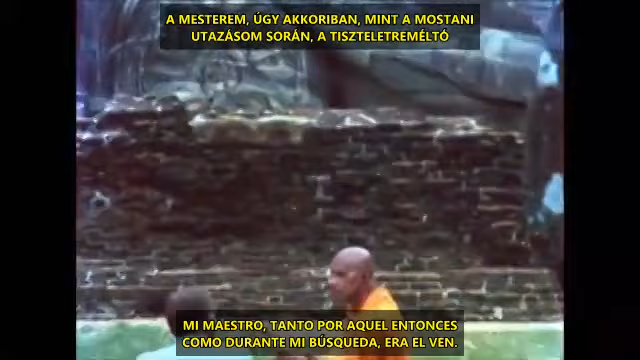 A MESTEREM, ÚGY AKKORIBAN, MINT A MOSTANI
UTAZÁSOM SORÁN, A TISZTELETREMÉLTÓ
MI MAESTRO, TANTO POR AQUEL ENTONCES
COMO DURANTE MI BÚSQUEDA, ERA EL VEN.